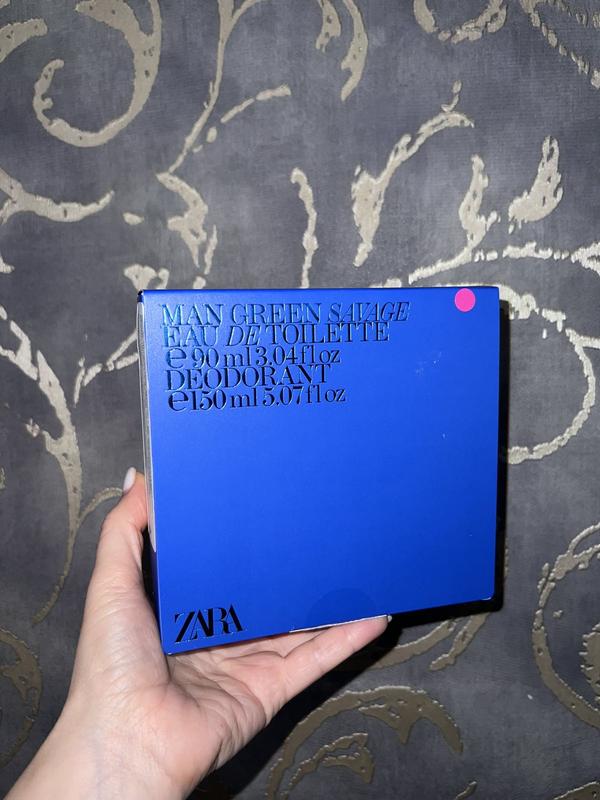 MAN GREEN SAVAGE
EAU DE TOILETTE
e 90 ml 3.04 fl oz
DEODORANT
e 150 ml 5.07 fl oz
ZARA